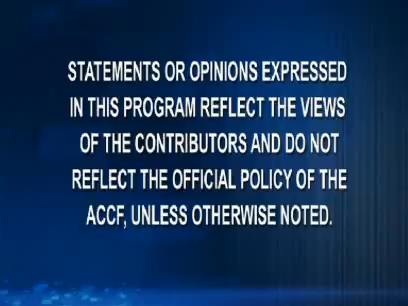 STATEMENTS OR OPINIONS EXPRESSED
IN THIS PROGRAM REFLECT THE VIEWS
OF THE CONTRIBUTORS AND DO NOT
REFLECT THE OFFICIAL POLICY OF THE
ACCF, UNLESS OTHERWISE NOTED.